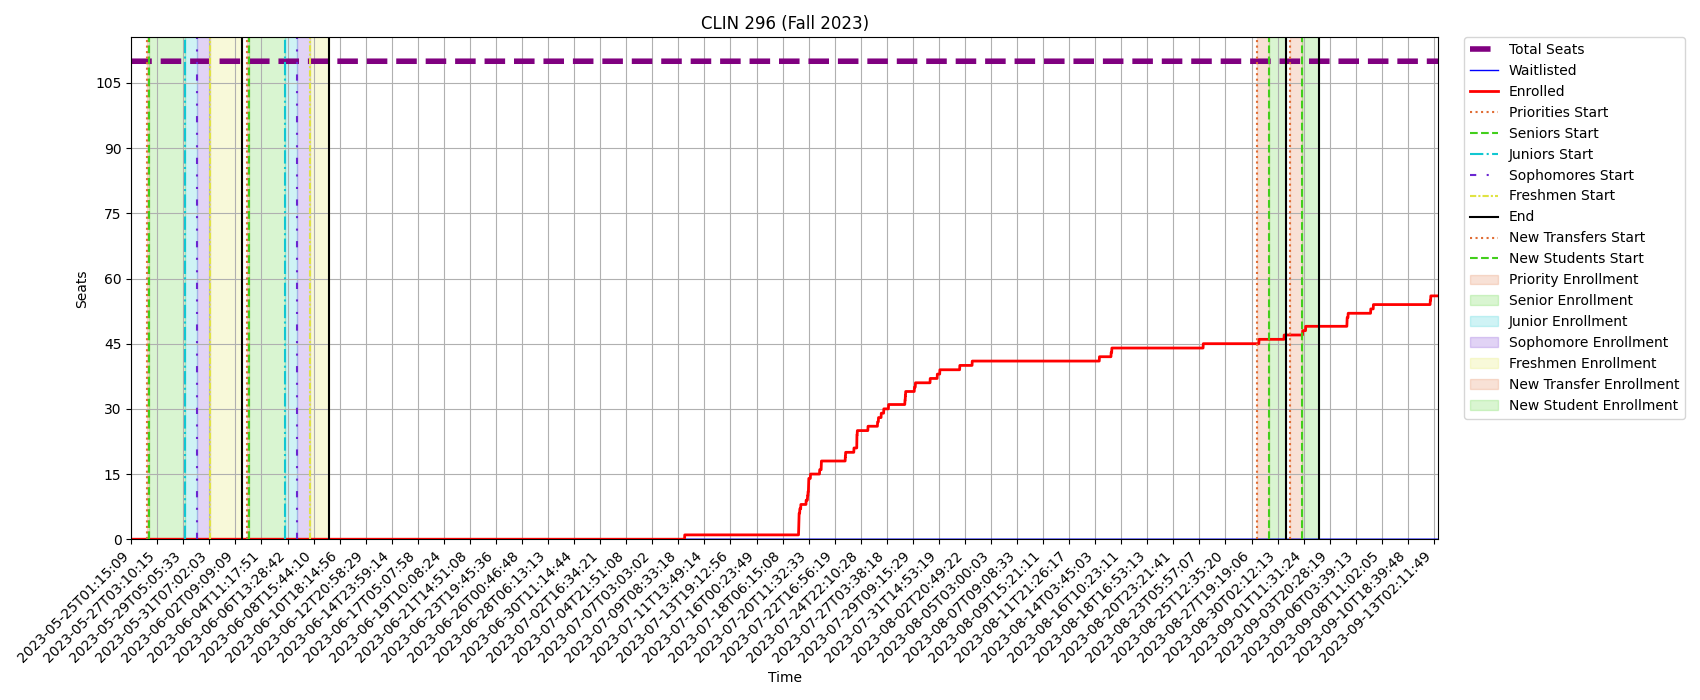 CLIN 296 (Fall 2023)
Seats
105
90
75
60
45
30
15
0
2023-05-25T01:15:09
2023-05-27T03:10:15
2023-05-29T05:05:33
2023-05-31T07:02:03
2023-06-02T09:09:09
2023-06-04T11:17:51
2023-06-06T13:28:42
2023-06-08T15:44:10
2023-06-10T18:14:56
2023-06-12T20:58:29
2023-06-14T23:59:14
2023-06-17T05:07:58
2023-06-19T10:08:24
2023-06-21T14:51:08
2023-06-23T19:45:36
2023-06-26T00:46:48
2023-06-28T06:13:13
2023-06-30T11:14:44
2023-07-02T16:34:21
2023-07-04T21:51:08
2023-07-07T03:03:02
2023-07-09T08:33:18
2023-07-11T13:49:14
2023-07-13T19:12:56
2023-07-16T00:23:49
2023-07-18T06:15:08
2023-07-20T11:32:33
2023-07-22T16:56:19
2023-07-24T22:10:28
2023-07-27T03:38:18
2023-07-29T09:15:29
2023-07-31T14:53:19
2023-08-02T20:49:22
2023-08-05T03:00:03
2023-08-07T09:08:33
2023-08-09T15:21:11
2023-08-11T21:26:17
2023-08-14T03:45:03
2023-08-16T10:23:11
2023-08-18T16:53:13
2023-08-20T23:21:41
2023-08-23T05:57:07
2023-08-25T12:35:20
2023-08-27T19:19:06
2023-08-30T02:12:13
2023-09-01T11:31:24
2023-09-03T20:28:19
2023-09-06T03:39:13
2023-09-08T11:02:05
2023-09-10T18:39:48
2023-09-13T02:11:49
Time
Total Seats
Waitlisted
Enrolled
Priorities Start
Seniors Start
Juniors Start
Sophomores Start
Freshmen Start
End
New Transfers Start
New Students Start
Priority Enrollment
Senior Enrollment
Junior Enrollment
Sophomore Enrollment
Freshmen Enrollment
New Transfer Enrollment
New Student Enrollment